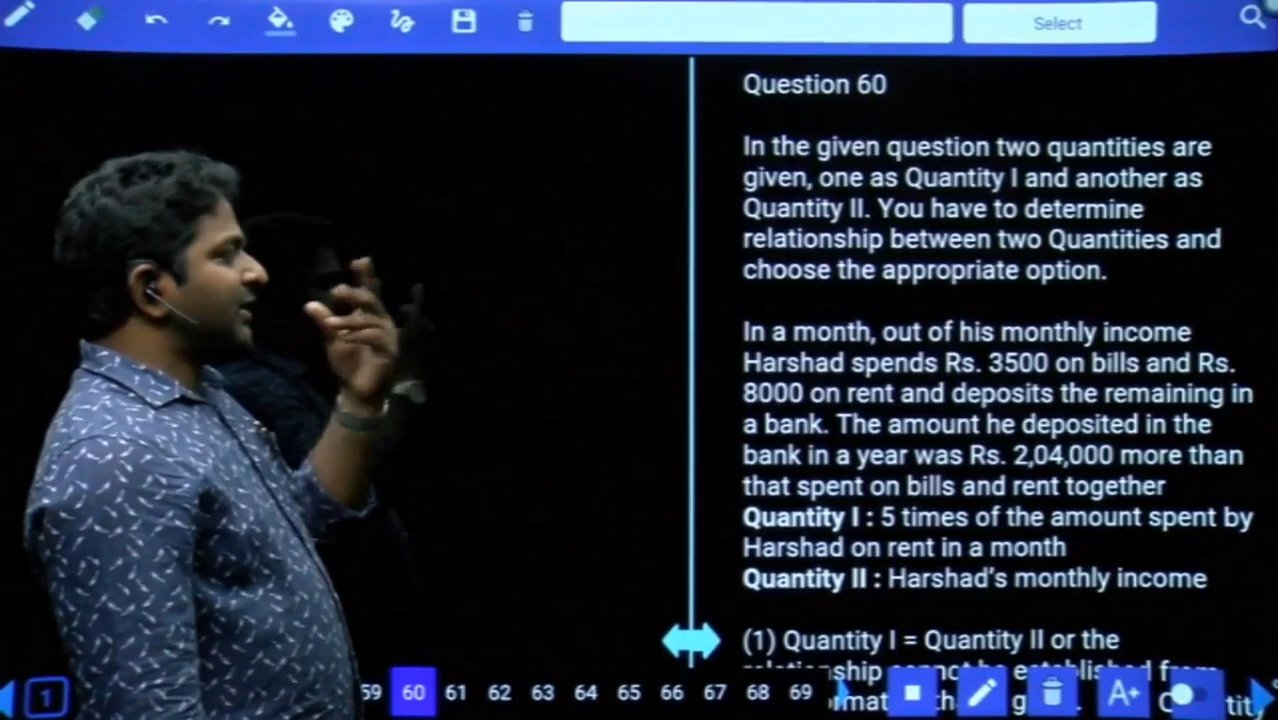 Select
Question 60
In the given question two quantities are
given, one as Quantity I and another as
Quantity II. You have to determine
relationship between two Quantities and
choose the appropriate option.
In a month, out of his monthly income
Harshad spends Rs. 3500 on bills and Rs.
8000 on rent and deposits the remaining in
a bank. The amount he deposited in the
bank in a year was Rs. 2,04,000 more than
that spent on bills and rent together
Quantity I : 5 times of the amount spent by
Harshad on rent in a month
Quantity II : Harshad's monthly income
(1) Quantity I = Quantity II or the
1 59 60 61 62 63 64 65 66 67 68 69 A+